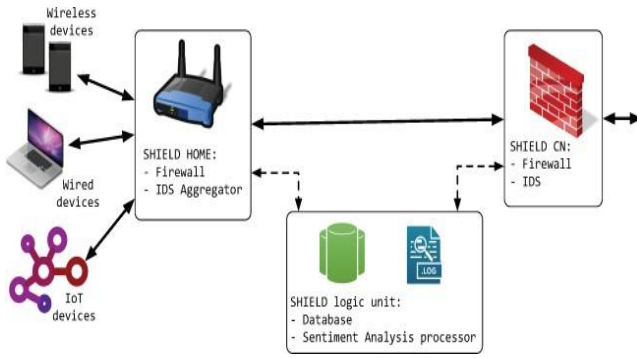 Wireless
devices
Wired
devices
IoT
devices
SHIELD HOME:
- Firewall
- IDS Aggregator
SHIELD CN:
- Firewall
- IDS
.LOG
SHIELD logic unit:
- Database
- Sentiment Analysis processor